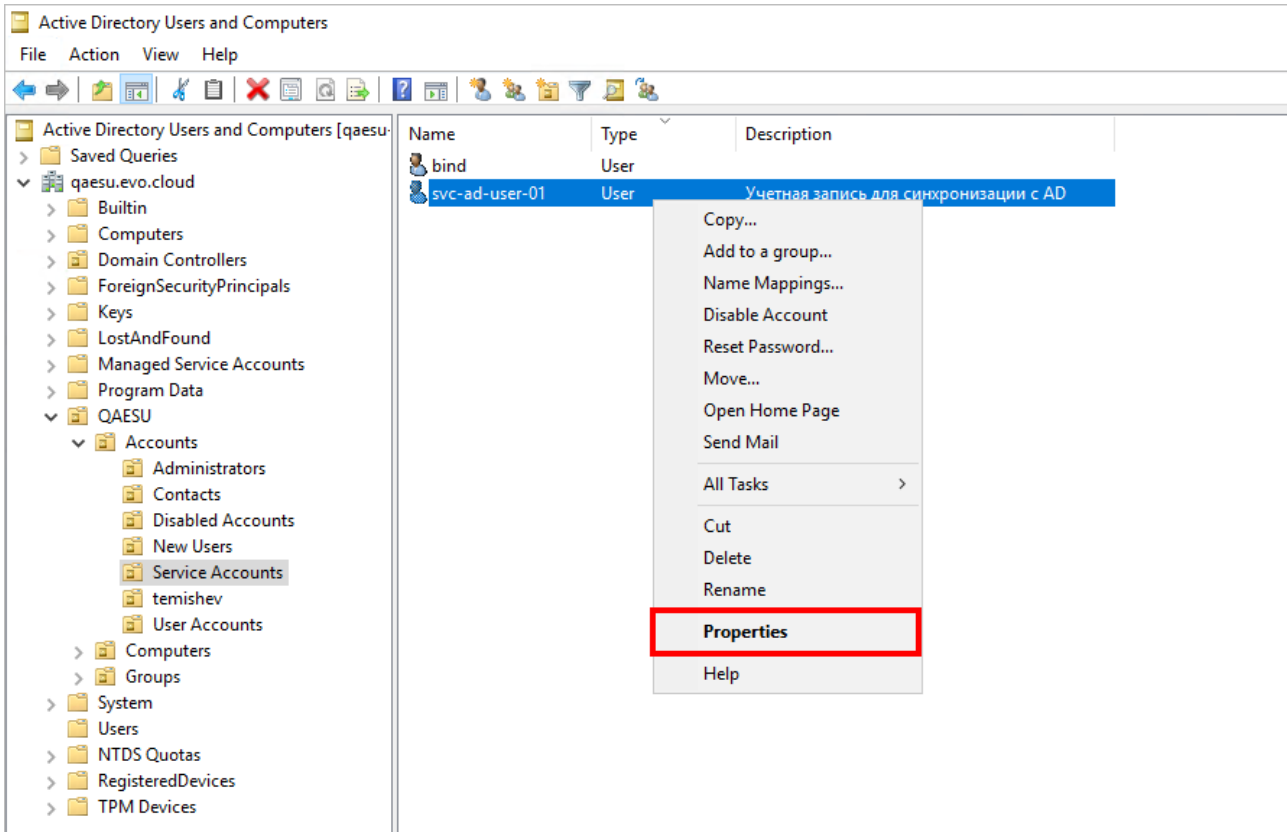 Active Directory Users and Computers
File Action View Help
Active Directory Users and Computers [qaesu-
Saved Queries
qaesu.evo.cloud
Builtin
Computers
Domain Controllers
ForeignSecurityPrincipals
Keys
LostAndFound
Managed Service Accounts
Program Data
QAESU
Accounts
Administrators
Contacts
Disabled Accounts
New Users
Service Accounts
temishev
User Accounts
Computers
Groups
System
Users
NTDS Quotas
RegisteredDevices
TPM Devices
Name Type Description
bind User
svc-ad-user-01 User Учетная запись для синхронизации с AD
Copy...
Add to a group...
Name Mappings...
Disable Account
Reset Password...
Move...
Open Home Page
Send Mail
All Tasks
Cut
Delete
Rename
Properties
Help